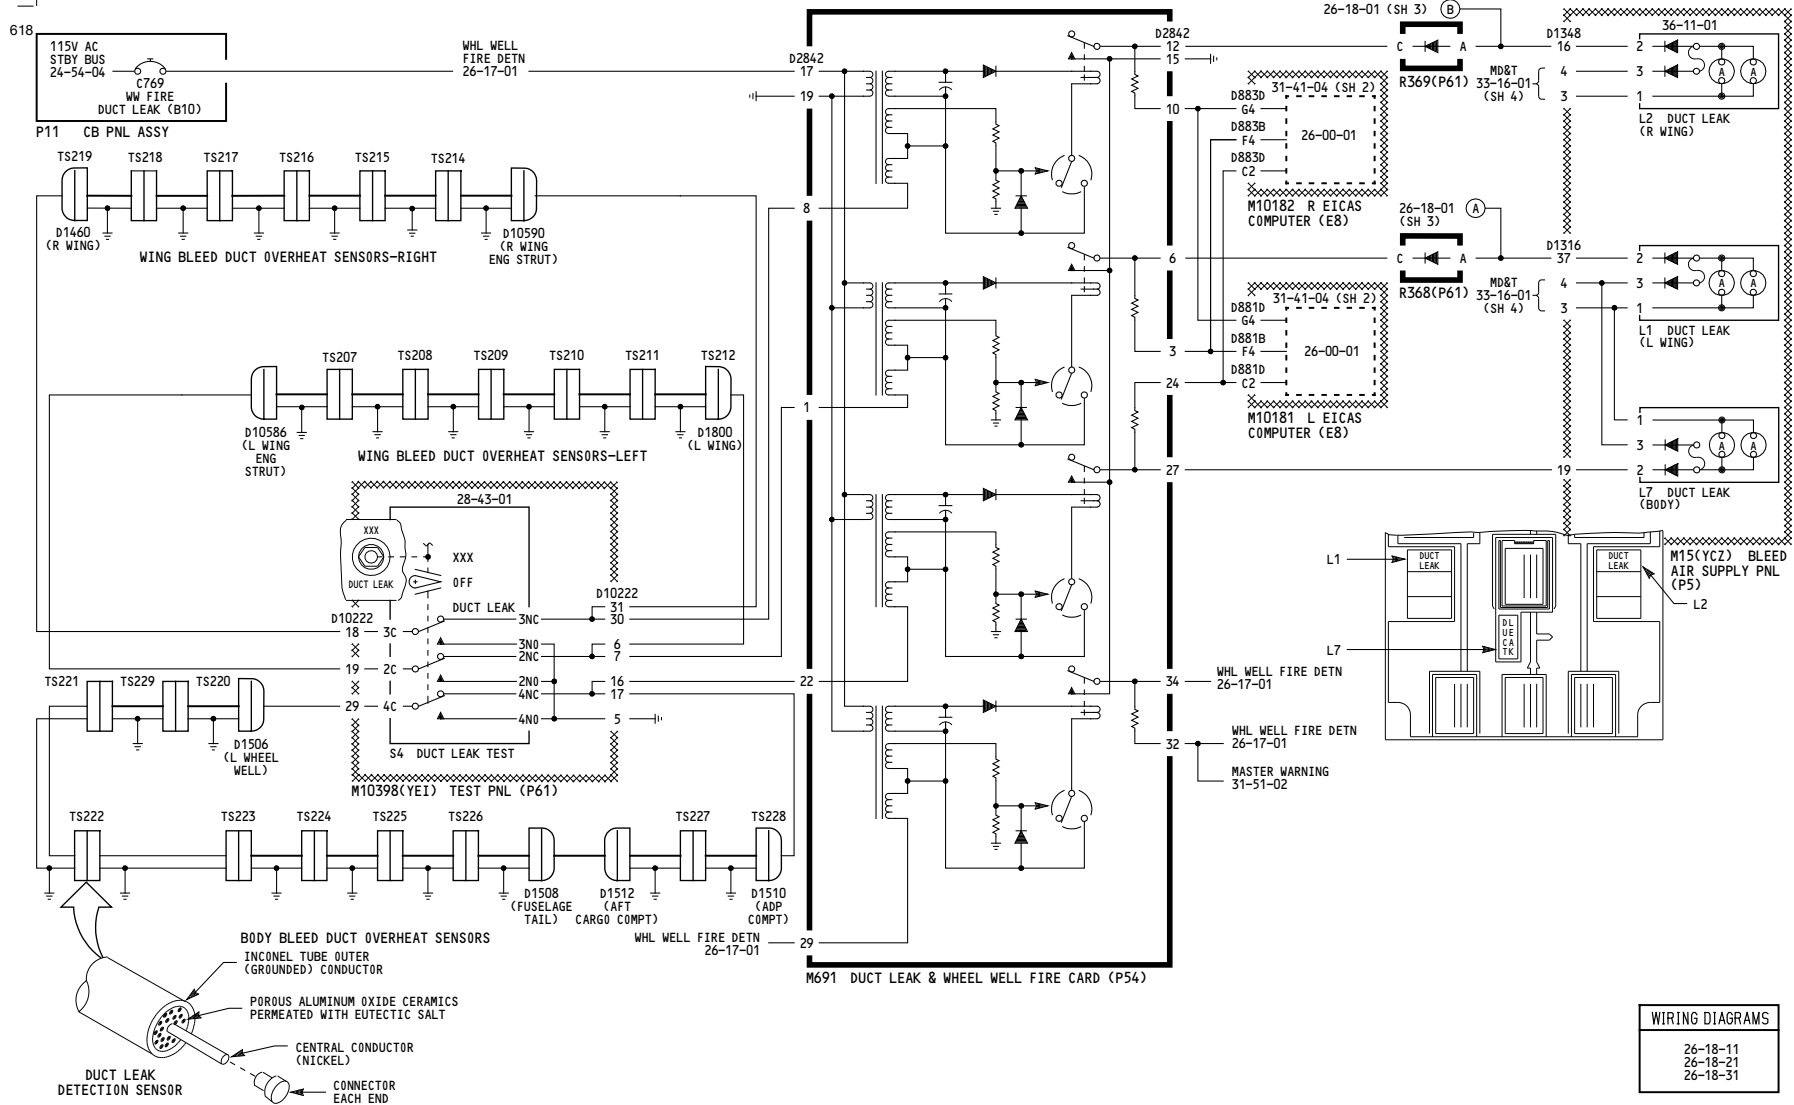 618
115V AC
STBY BUS
24-54-04
C769
WW FIRE
DUCT LEAK (B10)
P11 CB PNL ASSY
WHL WELL
FIRE DETN
26-17-01
TS219 TS218 TS217 TS216 TS215 TS214
D1460
(R WING)
D10590
(R WING
ENG STRUT)
WING BLEED DUCT OVERHEAT SENSORS-RIGHT
TS207 TS208 TS209 TS210 TS211 TS212
D10586
(L WING
ENG
STRUT)
D1800
(L WING)
WING BLEED DUCT OVERHEAT SENSORS-LEFT
28-43-01
XXX
DUCT LEAK
XXX
OFF
DUCT LEAK
D10222
D10222
18 3C
3NC
31
30
3NO
6
2NC
7
19 2C
2NO
16
4NC
17
29 4C
4NO
5
S4 DUCT LEAK TEST
M10398(YEI) TEST PNL (P61)
TS221 TS229 TS220
D1506
(L WHEEL
WELL)
TS222 TS223 TS224 TS225 TS226 TS227 TS228
D1508
(FUSELAGE
TAIL)
D1512
(AFT
CARGO COMPT)
D1510
(ADP
COMPT)
BODY BLEED DUCT OVERHEAT SENSORS
INCONEL TUBE OUTER
(GROUNDED) CONDUCTOR
POROUS ALUMINUM OXIDE CERAMICS
PERMEATED WITH EUTECTIC SALT
CENTRAL CONDUCTOR
(NICKEL)
CONNECTOR
EACH END
DUCT LEAK
DETECTION SENSOR
D2842
17
19
8
1
22
WHL WELL FIRE DETN
26-17-01
29
M691 DUCT LEAK & WHEEL WELL FIRE CARD (P54)
D2842
12
15
10
6
3
24
27
34
32
WHL WELL FIRE DETN
26-17-01
WHL WELL FIRE DETN
26-17-01
MASTER WARNING
31-51-02
31-41-04 (SH 2)
D883D
G4
D883B
F4
D883D
C2
26-00-01
M10182 R EICAS
COMPUTER (E8)
31-41-04 (SH 2)
D881D
G4
D881B
F4
D881D
C2
26-00-01
M10181 L EICAS
COMPUTER (E8)
26-18-01 (SH 3) B
C A
R369(P61)
26-18-01
(SH 3)
A
C A
R368(P61)
D1348
16
MD&T
33-16-01
(SH 4)
4
3
D1316
37
MD&T
33-16-01
(SH 4)
4
3
19
36-11-01
2
3
1
A A
L2 DUCT LEAK
(R WING)
2
3
1
A A
L1 DUCT LEAK
(L WING)
1
3
2
A A
L7 DUCT LEAK
(BODY)
M15(YCZ) BLEED
AIR SUPPLY PNL
(P5)
L1
DUCT
LEAK
DUCT
LEAK
L2
L7
DL
UE
CA
TK
WIRING DIAGRAMS
26-18-11
26-18-21
26-18-31